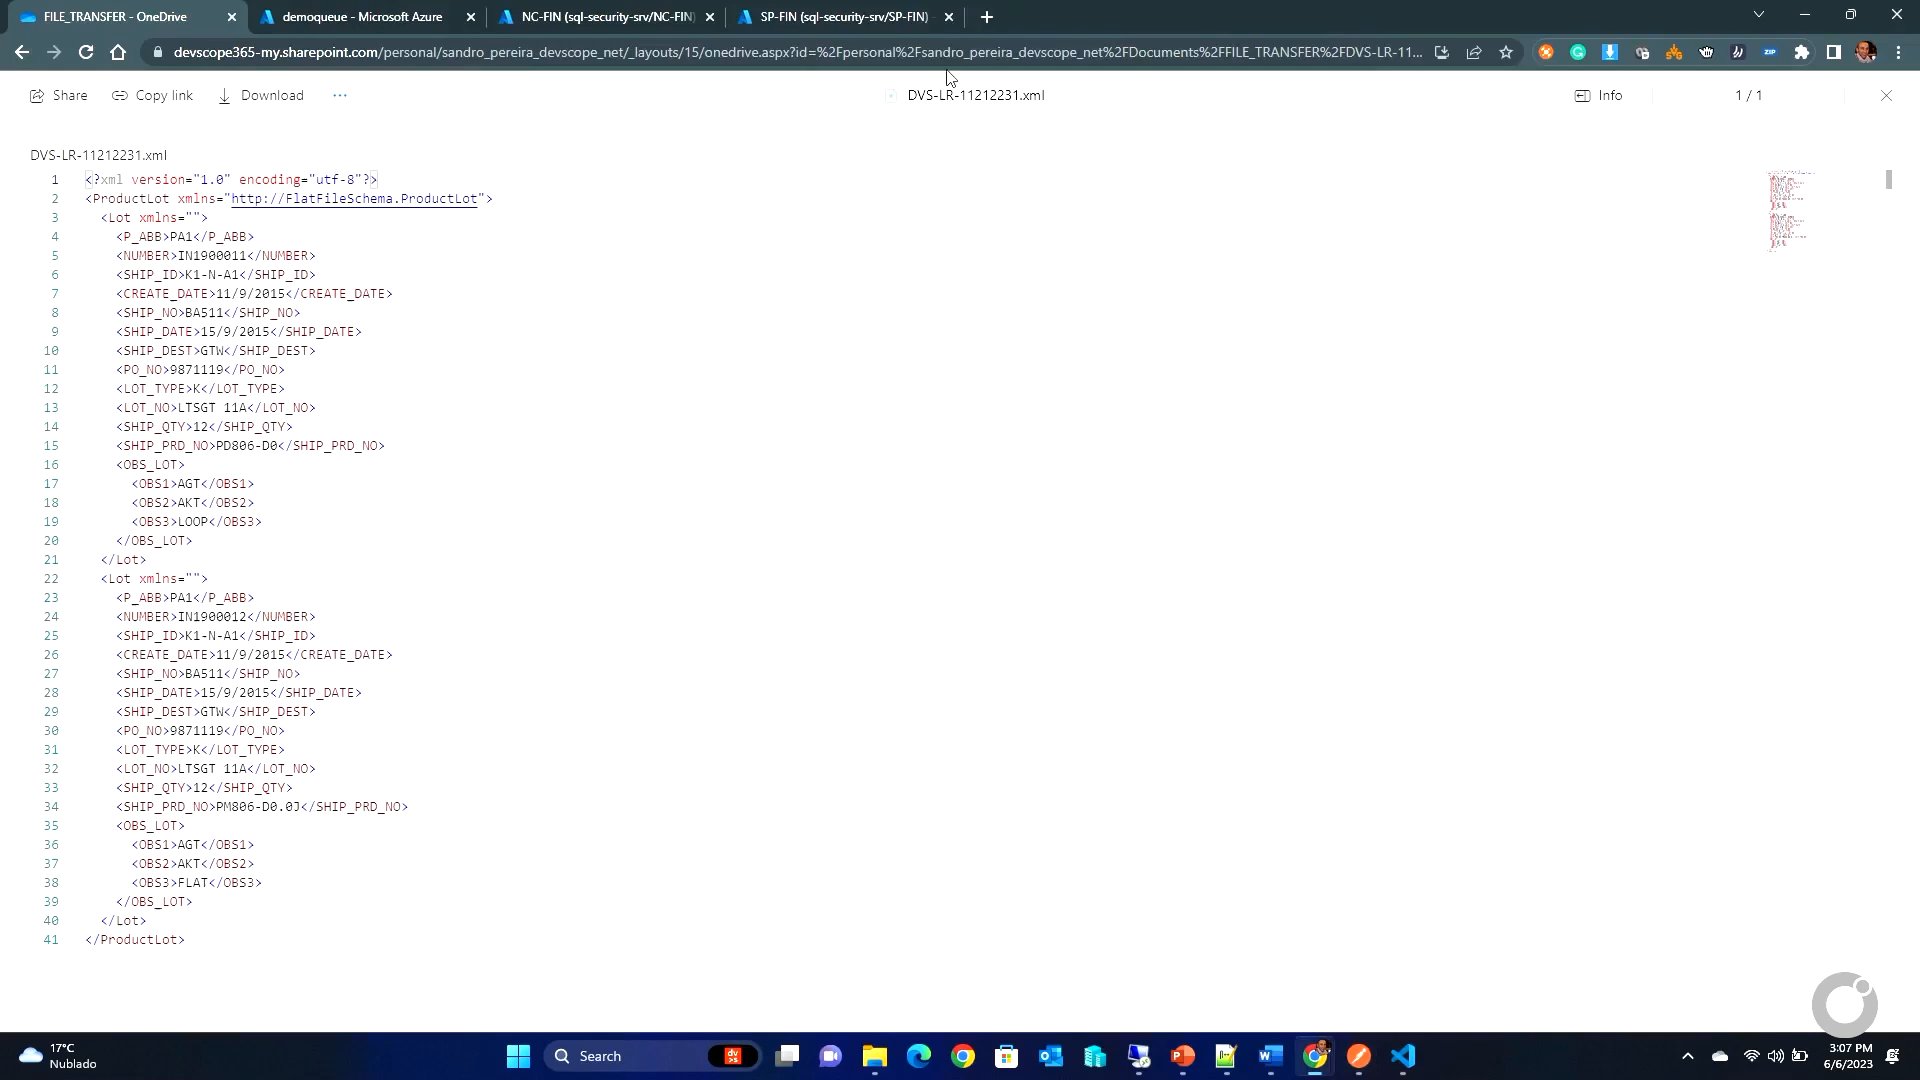 FILE_TRANSFER - OneDrive
demoqueue - Microsoft Azure
NC-FIN (sql-security-srv/NC-FIN)
SP-FIN (sql-security-srv/SP-FIN)
devscope365-my.sharepoint.com/personal/sandro_pereira_devscope_net/_layouts/15/onedrive.aspx?id=%2Fpersonal%2Fsandro_pereira_devscope_net%2FDocuments%2FFILE_TRANSFER%2FDVS-LR-11...
ZIP
Share
Copy link
Download
DVS-LR-11212231.xml
Info
1 / 1
DVS-LR-11212231.xml
1 <?xml version="1.0" encoding="utf-8"?>
2 <ProductLot xmlns="http://FlatFileSchema.ProductLot">
3 <Lot xmlns="">
4 <P_ABB>PA1</P_ABB>
5 <NUMBER>IN1900011</NUMBER>
6 <SHIP_ID>K1-N-A1</SHIP_ID>
7 <CREATE_DATE>11/9/2015</CREATE_DATE>
8 <SHIP_NO>BA511</SHIP_NO>
9 <SHIP_DATE>15/9/2015</SHIP_DATE>
10 <SHIP_DEST>GTW</SHIP_DEST>
11 <PO_NO>9871119</PO_NO>
12 <LOT_TYPE>K</LOT_TYPE>
13 <LOT_NO>LTSGT 11A</LOT_NO>
14 <SHIP_QTY>12</SHIP_QTY>
15 <SHIP_PRD_NO>PD806-D0</SHIP_PRD_NO>
16 <OBS_LOT>
17 <OBS1>AGT</OBS1>
18 <OBS2>AKT</OBS2>
19 <OBS3>LOOP</OBS3>
20 </OBS_LOT>
21 </Lot>
22 <Lot xmlns="">
23 <P_ABB>PA1</P_ABB>
24 <NUMBER>IN1900012</NUMBER>
25 <SHIP_ID>K1-N-A1</SHIP_ID>
26 <CREATE_DATE>11/9/2015</CREATE_DATE>
27 <SHIP_NO>BA511</SHIP_NO>
28 <SHIP_DATE>15/9/2015</SHIP_DATE>
29 <SHIP_DEST>GTW</SHIP_DEST>
30 <PO_NO>9871119</PO_NO>
31 <LOT_TYPE>K</LOT_TYPE>
32 <LOT_NO>LTSGT 11A</LOT_NO>
33 <SHIP_QTY>12</SHIP_QTY>
34 <SHIP_PRD_NO>PM806-D0.0J</SHIP_PRD_NO>
35 <OBS_LOT>
36 <OBS1>AGT</OBS1>
37 <OBS2>AKT</OBS2>
38 <OBS3>FLAT</OBS3>
39 </OBS_LOT>
40 </Lot>
41 </ProductLot>
17°C
Nublado
Search
3:07 PM
6/6/2023